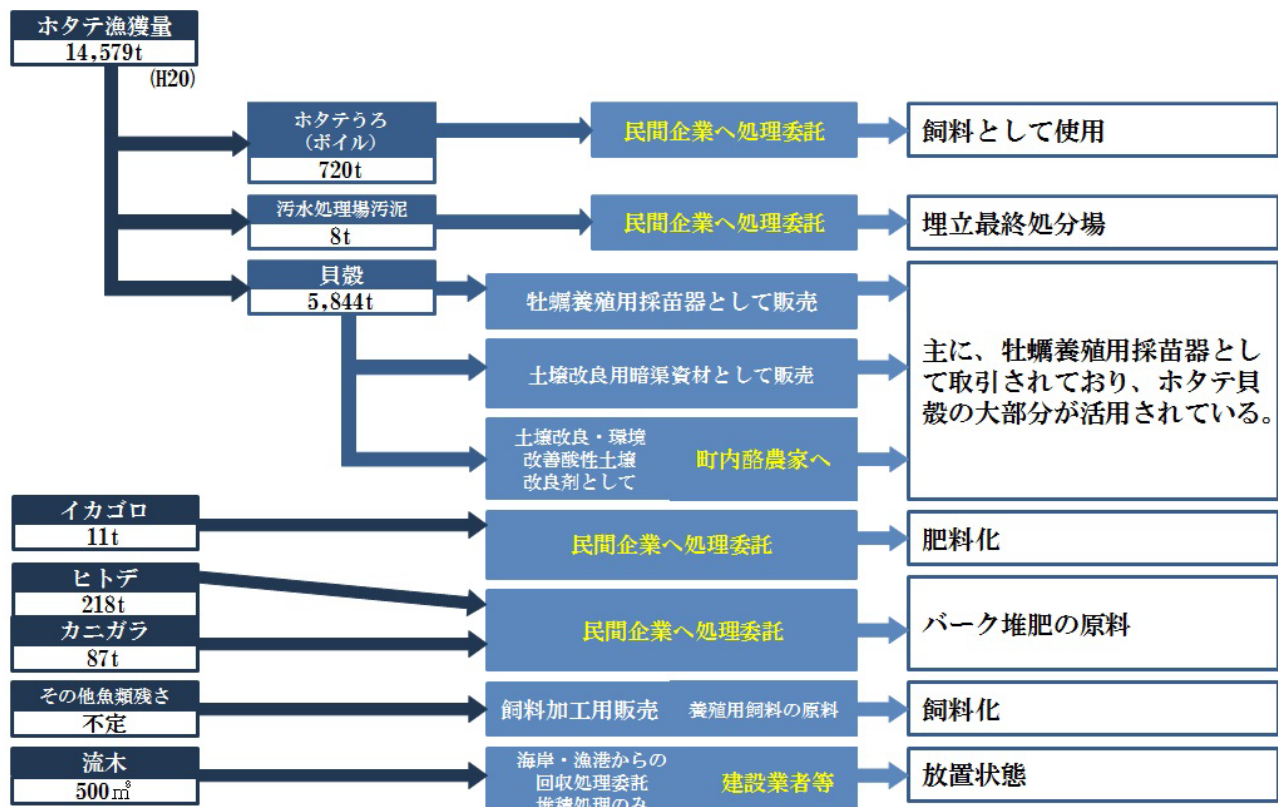 ホタテ漁獲量
14,579t
(H20)
ホタテうろ
(ボイル)
720t
民間企業へ処理委託
飼料として使用
汚水処理場汚泥
8t
民間企業へ処理委託
埋立最終処分場
貝殻
5,844t
牡蠣養殖用採苗器として販売
土壌改良用暗渠資材として販売
土壌改良・環境
改善酸性土壌
改良剤として
町内酪農家へ
主に、牡蠣養殖用採苗器とし
て取引されており、ホタテ貝
殻の大部分が活用されている。
イカゴロ
11t
民間企業へ処理委託
肥料化
ヒトデ
218t
カニガラ
87t
民間企業へ処理委託
バーク堆肥の原料
その他魚類残さ
不定
飼料加工用販売
養殖用飼料の原料
飼料化
流木
500㎥
海岸・漁港からの
回収処理委託
堆積処理のみ
建設業者等
放置状態